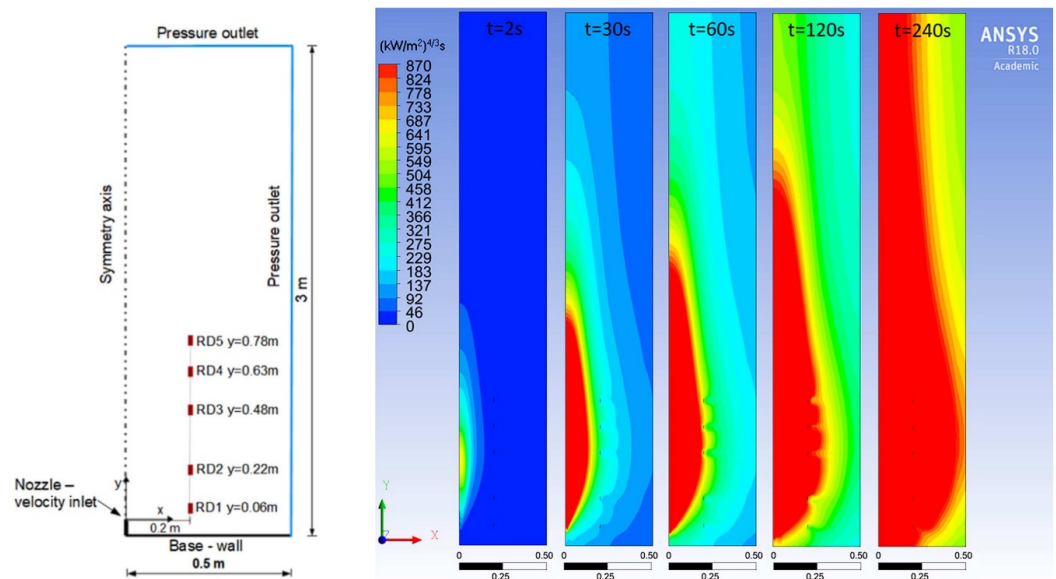 Pressure outlet
Symmetry axis
Pressure outlet
3 m
RD5 y=0.78m
RD4 y=0.63m
RD3 y=0.48m
RD2 y=0.22m
RD1 y=0.06m
y
Nozzle –
velocity inlet
x
0.2 m
Base - wall
0.5 m
(kW/m²)^4/3 s
870
824
778
733
687
641
595
549
504
458
412
366
321
275
229
183
137
92
46
0
t=2s
t=30s
t=60s
t=120s
t=240s
ANSYS
R18.0
Academic
Y
Z
X
0 0.50
0.25
0 0.50
0.25
0 0.50
0.25
0 0.50
0.25
0 0.50
0.25